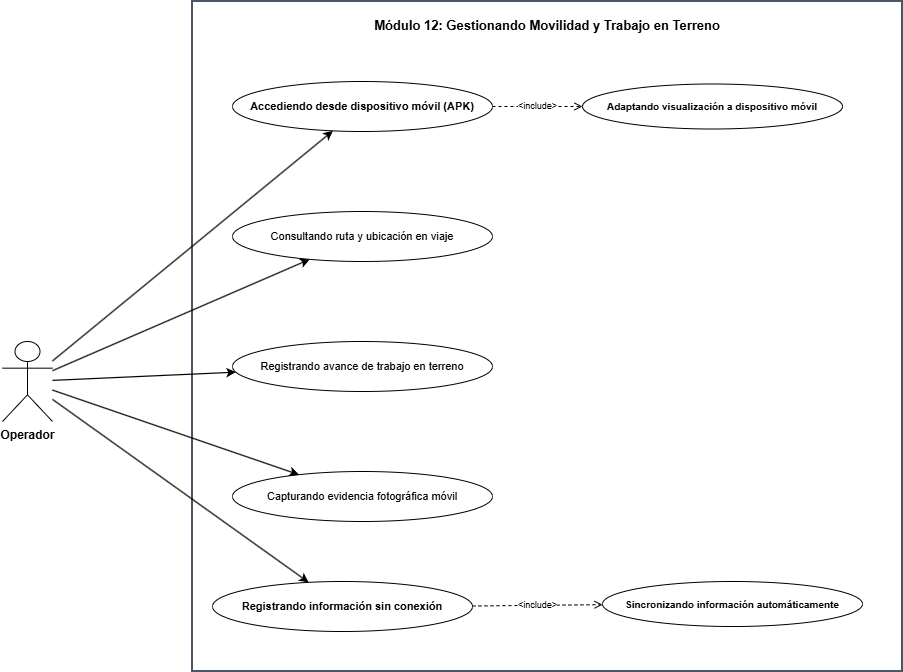 Módulo 12: Gestionando Movilidad y Trabajo en Terreno
Accediendo desde dispositivo móvil (APK)
<include>
Adaptando visualización a dispositivo móvil
Consultando ruta y ubicación en viaje
Registrando avance de trabajo en terreno
Operador
Capturando evidencia fotográfica móvil
Registrando información sin conexión
<include>
Sincronizando información automáticamente